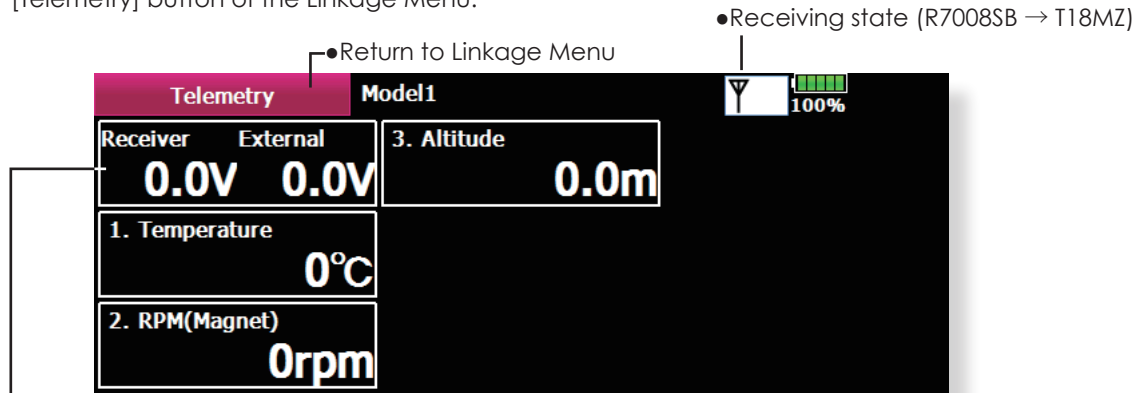 [Telemetry] button of the Linkage Menu.
●Receiving state (R7008SB → T18MZ)
●Return to Linkage Menu
Telemetry Model1 100%
Receiver External 3. Altitude
0.0V 0.0V 0.0m
1. Temperature
0°C
2. RPM(Magnet)
0rpm